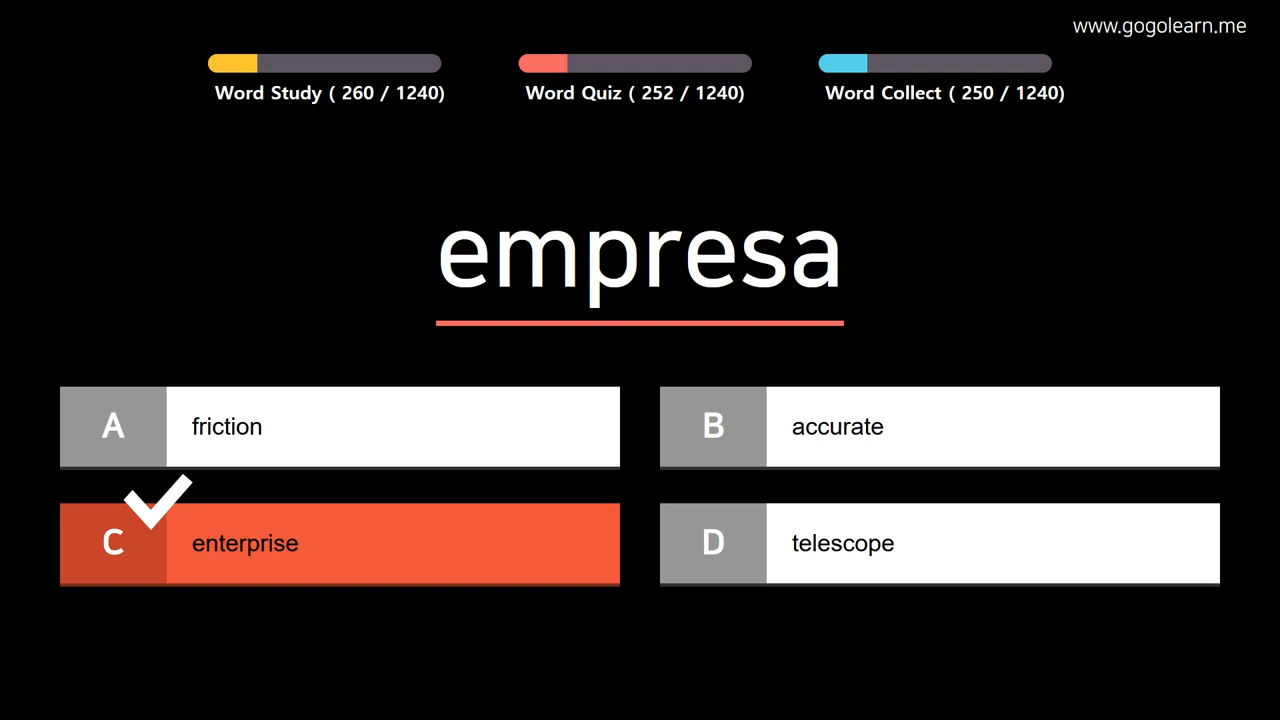 www.gogolearn.me
Word Study ( 260 / 1240)
Word Quiz ( 252 / 1240)
Word Collect ( 250 / 1240)
empresa
A friction
B accurate
C enterprise
D telescope